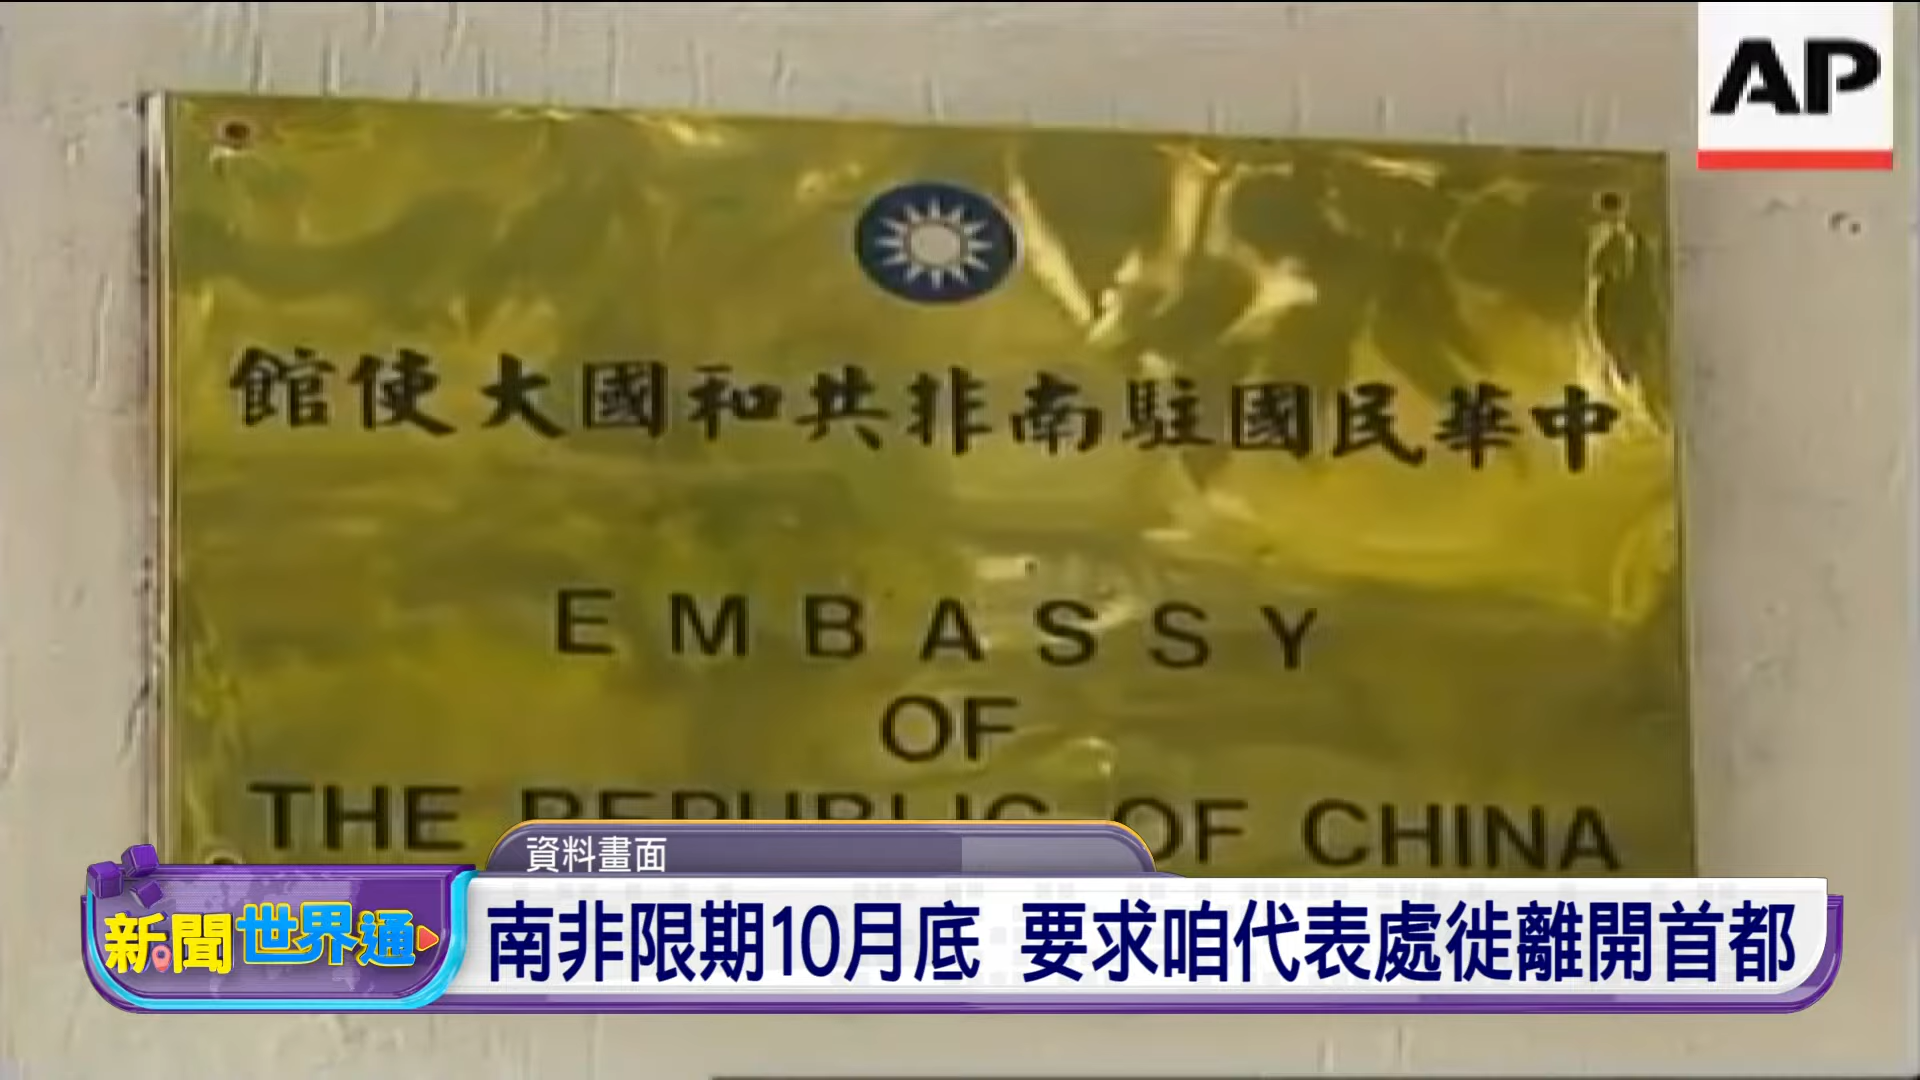 AP
中華民國駐南非共和國大使館
EMBASSY
OF
THE REPUBLIC OF CHINA
資料畫面
新聞世界通
南非限期10月底 要求咱代表處徙離開首都